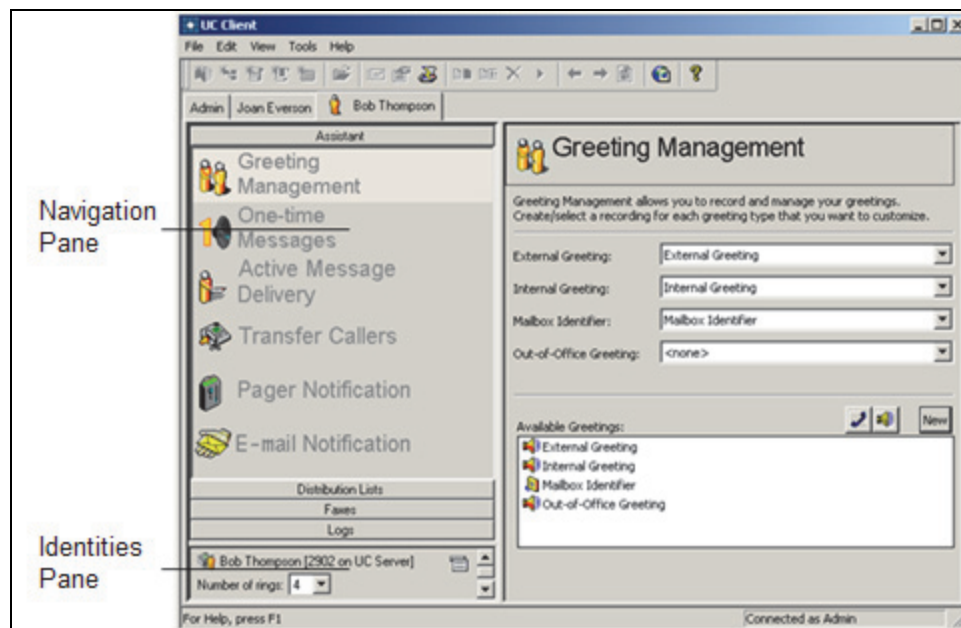 UC Client
File Edit View Tools Help
Admin Joan Everson Bob Thompson
Assistant
Greeting
Management
One-time
Messages
Active Message
Delivery
Transfer Callers
Pager Notification
E-mail Notification
Distribution Lists
Faxes
Logs
Bob Thompson [2902 on UC Server]
Number of rings: 4
Navigation
Pane
Identities
Pane
Greeting Management
Greeting Management allows you to record and manage your greetings.
Create/select a recording for each greeting type that you want to customize.
External Greeting: External Greeting
Internal Greeting: Internal Greeting
Mailbox Identifier: Mailbox Identifier
Out-of-Office Greeting: <none>
Available Greetings: New
External Greeting
Internal Greeting
Mailbox Identifier
Out-of-Office Greeting
For Help, press F1 Connected as Admin